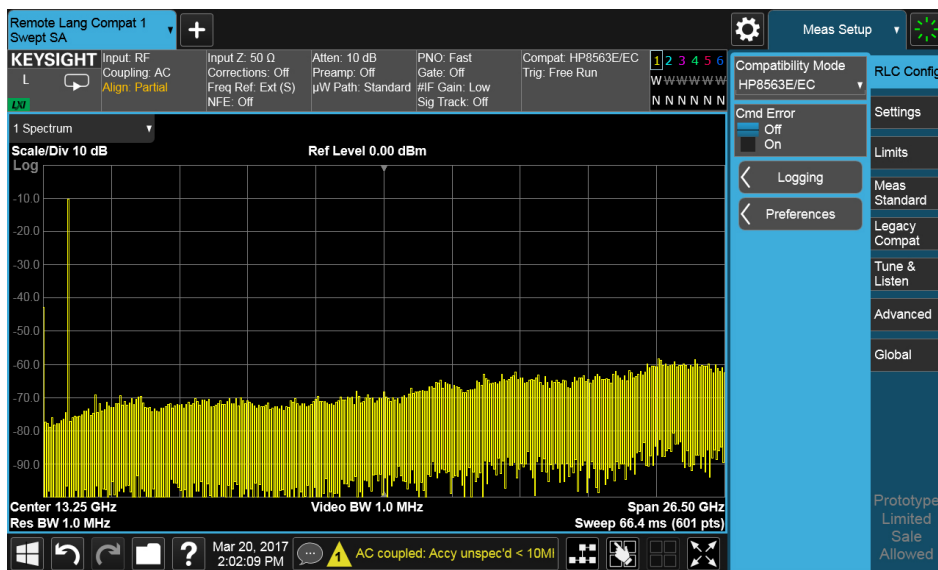 Remote Lang Compat 1
Swept SA
+
Meas Setup
KEYSIGHT
L
LXI
Input: RF
Coupling: AC
Align: Partial
Input Z: 50 Ω
Corrections: Off
Freq Ref: Ext (S)
NFE: Off
Atten: 10 dB
Preamp: Off
µW Path: Standard
PNO: Fast
Gate: Off
#IF Gain: Low
Sig Track: Off
Compat: HP8563E/EC
Trig: Free Run
1 2 3 4 5 6
W W W W W W
N N N N N N
1 Spectrum
Scale/Div 10 dB
Ref Level 0.00 dBm
Log
-10.0
-20.0
-30.0
-40.0
-50.0
-60.0
-70.0
-80.0
-90.0
Center 13.25 GHz
Video BW 1.0 MHz
Span 26.50 GHz
Res BW 1.0 MHz
Sweep 66.4 ms (601 pts)
Compatibility Mode
HP8563E/EC
Cmd Error
Off
On
Logging
Preferences
RLC Config
Settings
Limits
Meas
Standard
Legacy
Compat
Tune &
Listen
Advanced
Global
Prototype
Limited
Sale
Allowed
?
Mar 20, 2017
2:02:09 PM
1
AC coupled: Accy unspec'd < 10MI